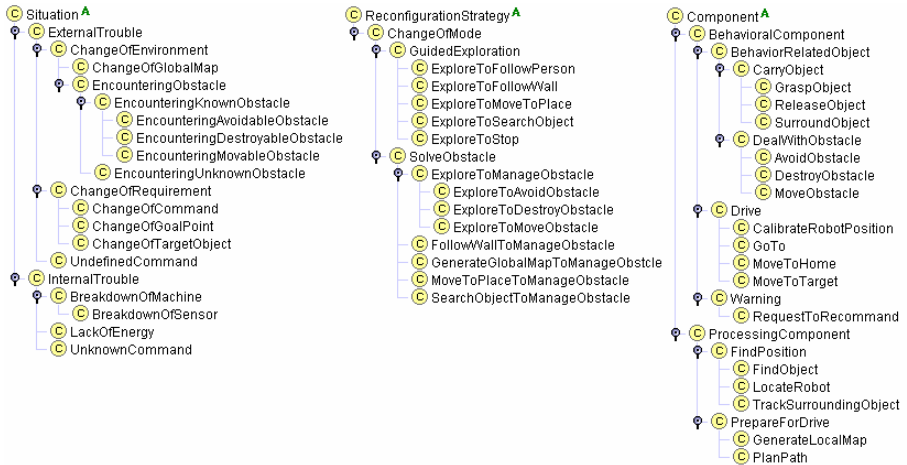 Situation A
ExternalTrouble
ChangeOfEnvironment
ChangeOfGlobalMap
EncounteringObstacle
EncounteringKnownObstacle
EncounteringAvoidableObstacle
EncounteringDestroyableObstacle
EncounteringMovableObstacle
EncounteringUnknownObstacle
ChangeOfRequirement
ChangeOfCommand
ChangeOfGoalPoint
ChangeOfTargetObject
UndefinedCommand
InternalTrouble
BreakdownOfMachine
BreakdownOfSensor
LackOfEnergy
UnknownCommand
ReconfigurationStrategy A
ChangeOfMode
GuidedExploration
ExploreToFollowPerson
ExploreToFollowWall
ExploreToMoveToPlace
ExploreToSearchObject
ExploreToStop
SolveObstacle
ExploreToManageObstacle
ExploreToAvoidObstacle
ExploreToDestroyObstacle
ExploreToMoveObstacle
FollowWallToManageObstacle
GenerateGlobalMapToManageObstcle
MoveToPlaceToManageObstacle
SearchObjectToManageObstacle
Component A
BehavioralComponent
BehaviorRelatedObject
CarryObject
GraspObject
ReleaseObject
SurroundObject
DealWithObstacle
AvoidObstacle
DestroyObstacle
MoveObstacle
Drive
CalibrateRobotPosition
GoTo
MoveToHome
MoveToTarget
Warning
RequestToRecommand
ProcessingComponent
FindPosition
FindObject
LocateRobot
TrackSurroundingObject
PrepareForDrive
GenerateLocalMap
PlanPath